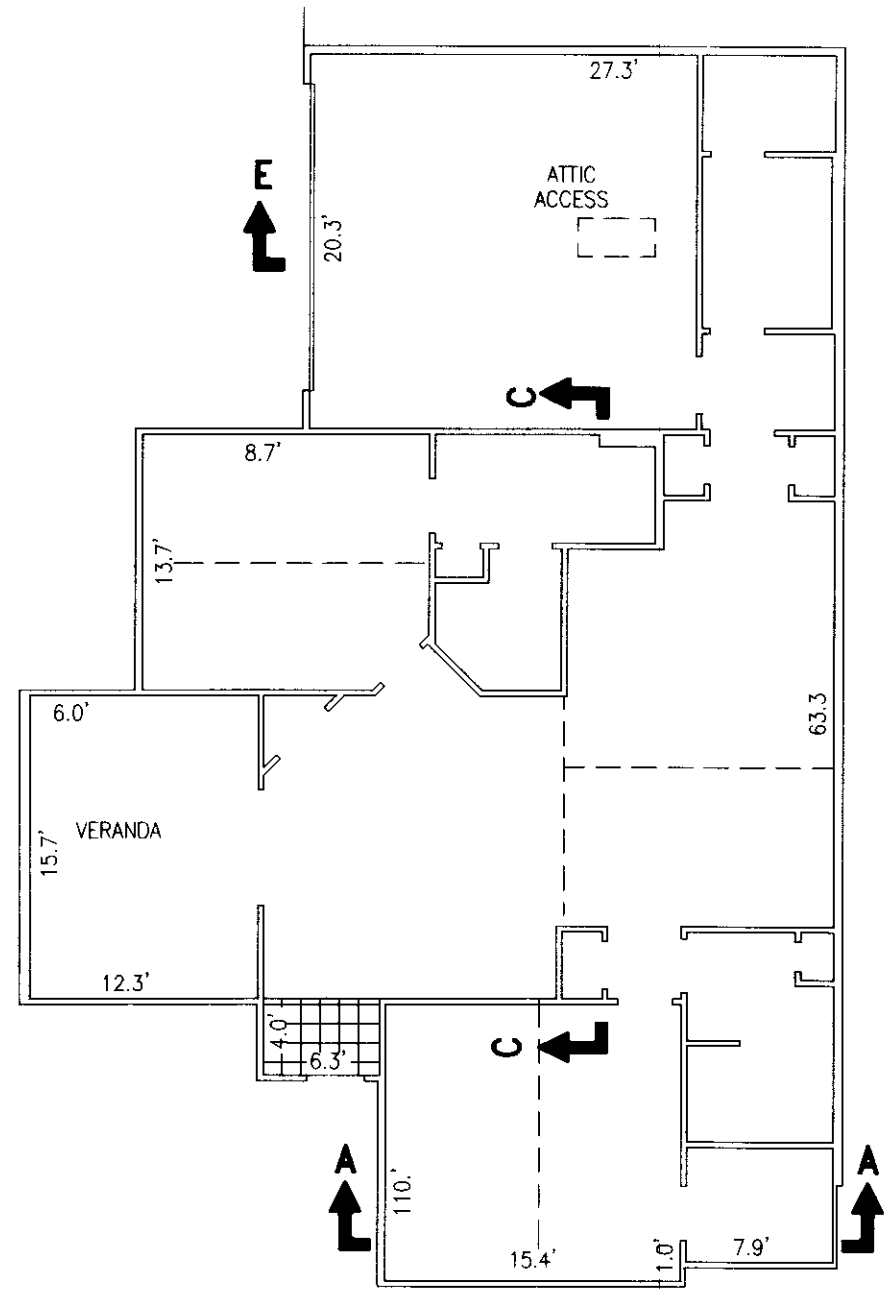 27.3'
ATTIC
ACCESS
E
20.3'
C
8.7'
13.7'
6.0'
63.3
15.7'
VERANDA
12.3'
4.0'
6.3'
C
A
A
110.'
15.4'
1.0'
7.9'